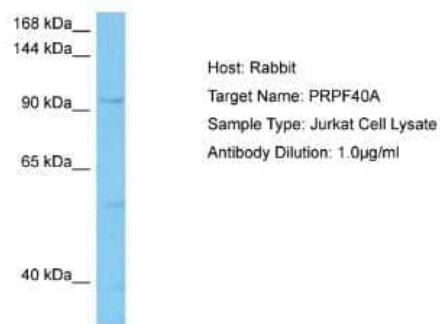 168 kDa
144 kDa
90 kDa
65 kDa
40 kDa
Host: Rabbit
Target Name: PRPF40A
Sample Type: Jurkat Cell Lysate
Antibody Dilution: 1.0µg/ml